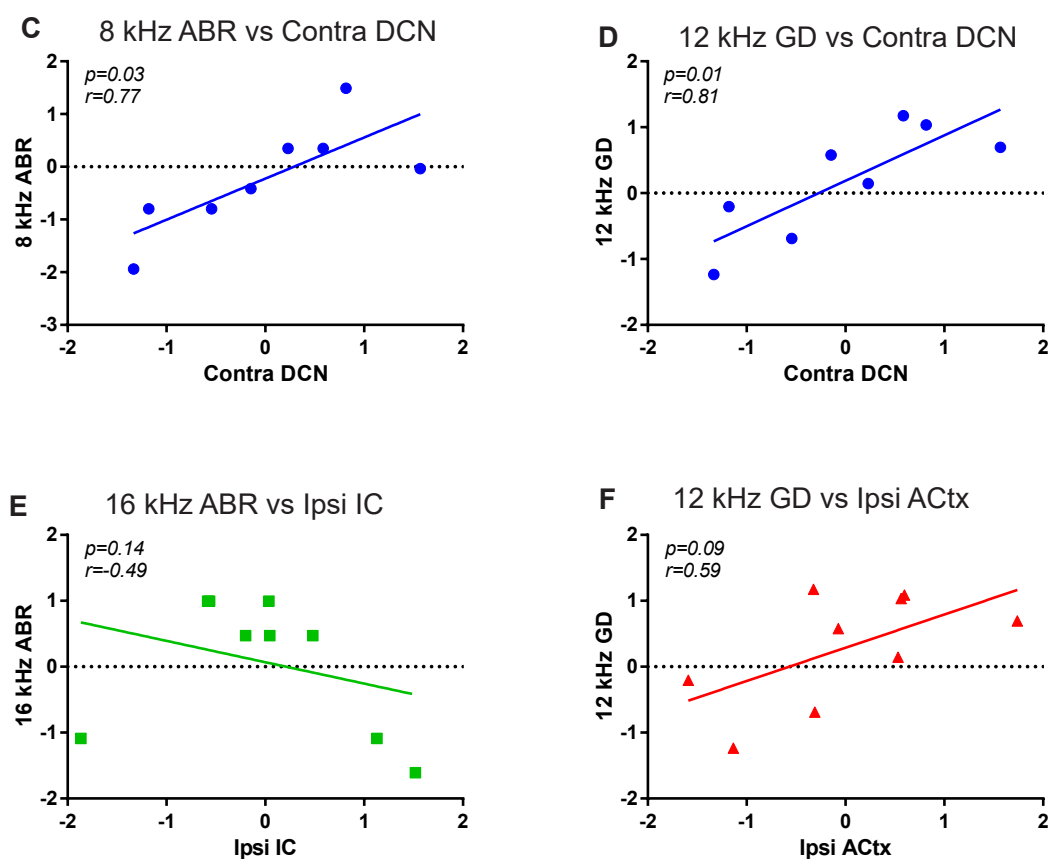 C 8 kHz ABR vs Contra DCN
p=0.03
r=0.77
2
1
0
-1
-2
-3
8 kHz ABR
-2 -1 0 1 2
Contra DCN
D 12 kHz GD vs Contra DCN
p=0.01
r=0.81
2
1
0
-1
-2
12 kHz GD
-2 -1 0 1 2
Contra DCN
E 16 kHz ABR vs Ipsi IC
p=0.14
r=-0.49
2
1
0
-1
-2
16 kHz ABR
-2 -1 0 1 2
Ipsi IC
F 12 kHz GD vs Ipsi ACtx
p=0.09
r=0.59
2
1
0
-1
-2
12 kHz GD
-2 -1 0 1 2
Ipsi ACtx